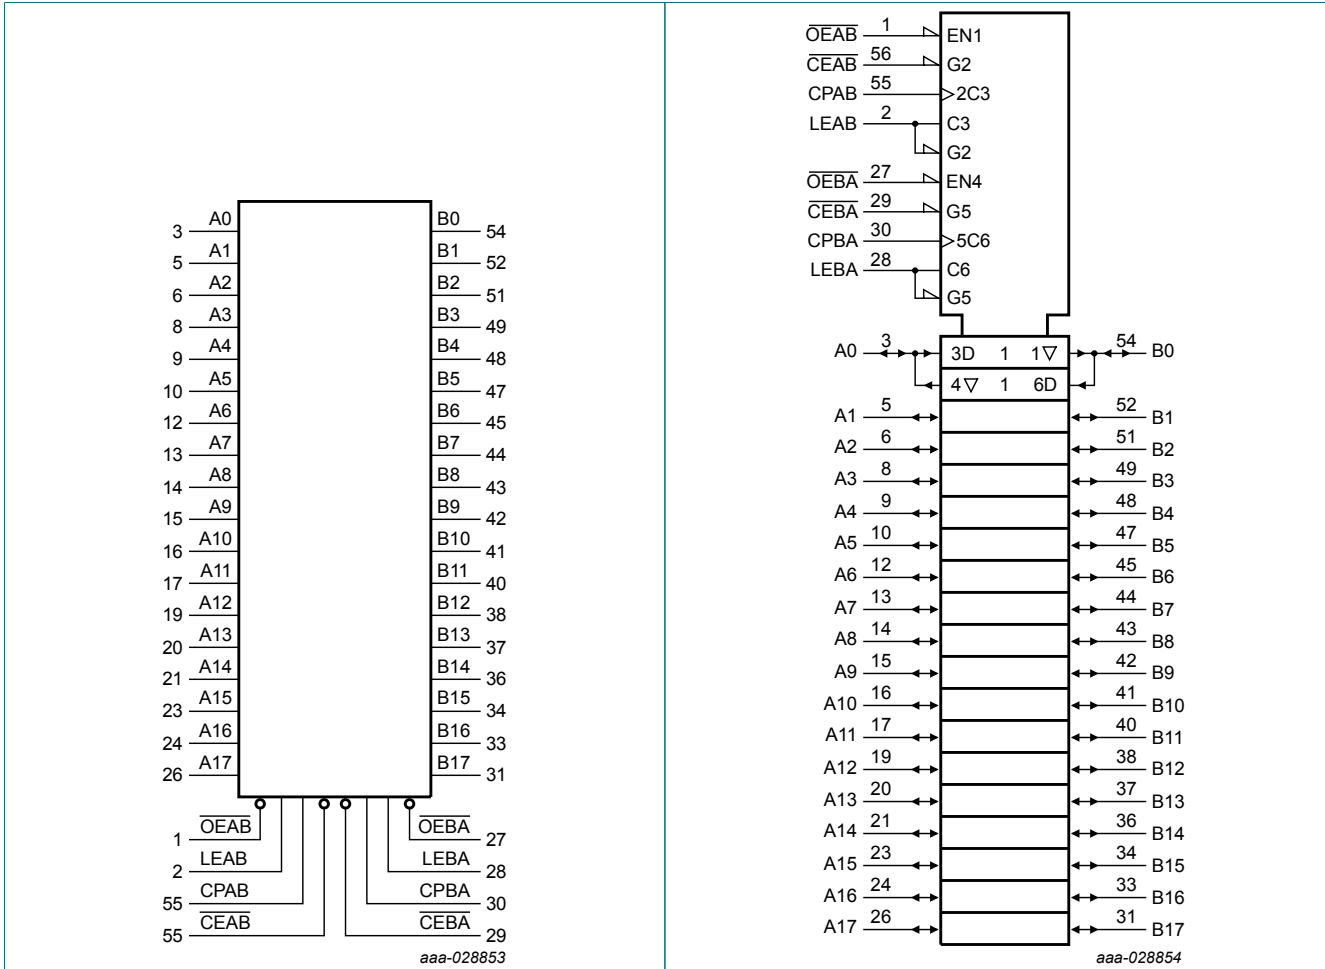 A0 B0
3 54
A1 B1
5 52
A2 B2
6 51
A3 B3
8 49
A4 B4
9 48
A5 B5
10 47
A6 B6
12 45
A7 B7
13 44
A8 B8
14 43
A9 B9
15 42
A10 B10
16 41
A11 B11
17 40
A12 B12
19 38
A13 B13
20 37
A14 B14
21 36
A15 B15
23 34
A16 B16
24 33
A17 B17
26 31
OEAB OEBA
1 27
LEAB LEBA
2 28
CPAB CPBA
55 30
CEAB CEBA
55 29
aaa-028853
OEAB 1 EN1
CEAB 56 G2
CPAB 55 2C3
LEAB 2 C3
G2
OEBA 27 EN4
CEBA 29 G5
CPBA 30 5C6
LEBA 28 C6
G5
A0 3 3D 1 1▽ 54 B0
4▽ 1 6D
A1 5 52 B1
A2 6 51 B2
A3 8 49 B3
A4 9 48 B4
A5 10 47 B5
A6 12 45 B6
A7 13 44 B7
A8 14 43 B8
A9 15 42 B9
A10 16 41 B10
A11 17 40 B11
A12 19 38 B12
A13 20 37 B13
A14 21 36 B14
A15 23 34 B15
A16 24 33 B16
A17 26 31 B17
aaa-028854